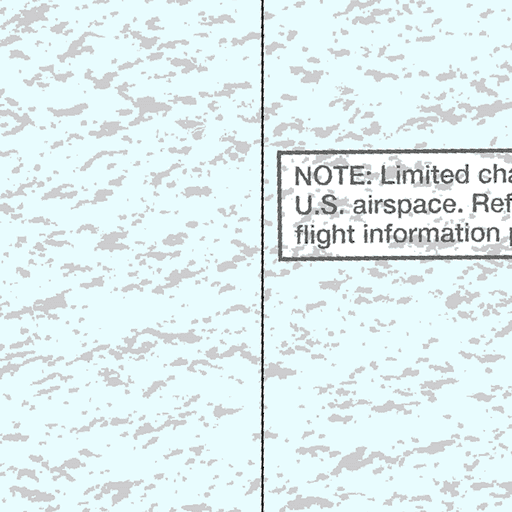 NOTE: Limited cha
U.S. airspace. Ref
flight information